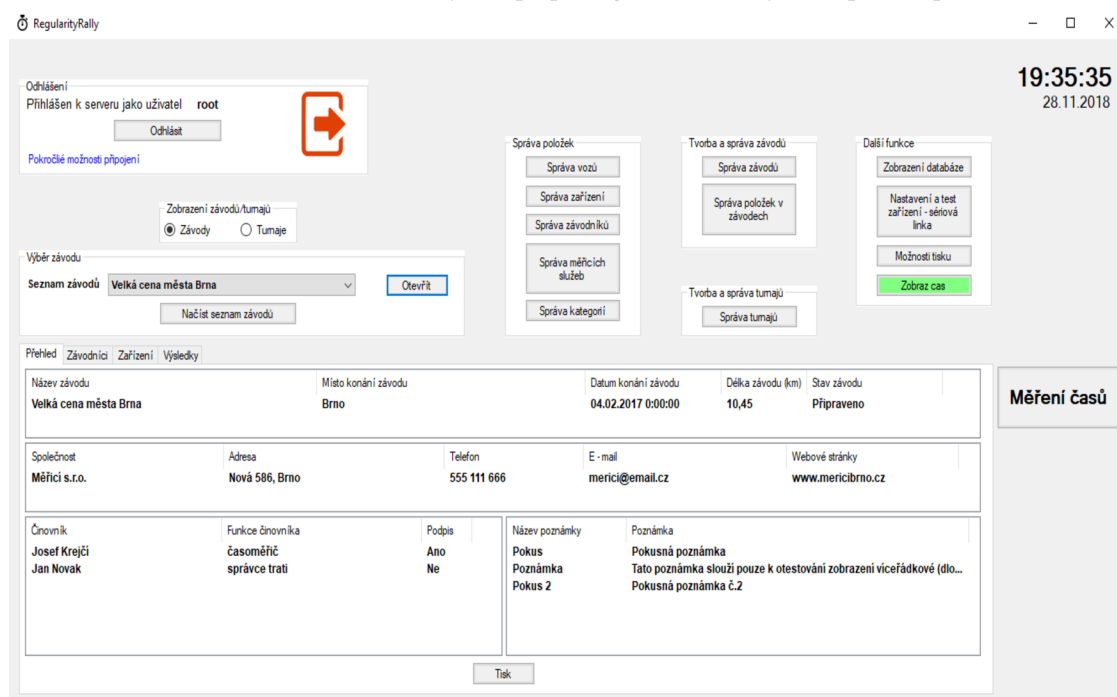 RegularityRally
19:35:35
28.11.2018
Odhlášení
Přihlášen k serveru jako uživatel root
Odhlásit
Pokročilé možnosti připojení
Zobrazení závodů/turnajů
Závody Turnaje
Výběr závodu
Seznam závodů Velká cena města Brna Otevřít
Načíst seznam závodů
Správa položek
Správa vozů
Správa zařízení
Správa závodníků
Správa měřicích
služeb
Správa kategorií
Tvorba a správa závodů
Správa závodů
Správa položek v
závodech
Tvorba a správa turnajů
Správa turnajů
Další funkce
Zobrazení databáze
Nastavení a test
zařízení - sériová
linka
Možnosti tisku
Zobraz cas
Přehled Závodníci Zařízení Výsledky
Název závodu Místo konání závodu Datum konání závodu Délka závodu (km) Stav závodu
Velká cena města Brna Brno 04.02.2017 0:00:00 10,45 Připraveno
Měření časů
Společnost Adresa Telefon E - mail Webové stránky
Měřicí s.r.o. Nová 586, Brno 555 111 666 merici@email.cz www.mericibrno.cz
Činovník Funkce činovníka Podpis Název poznámky Poznámka
Josef Krejčí časoměřič Ano Pokus Pokusná poznámka
Jan Novak správce trati Ne Poznámka Tato poznámka slouží pouze k otestování zobrazení víceřádkové (dlo...
Pokus 2 Pokusná poznámka č.2
Tisk